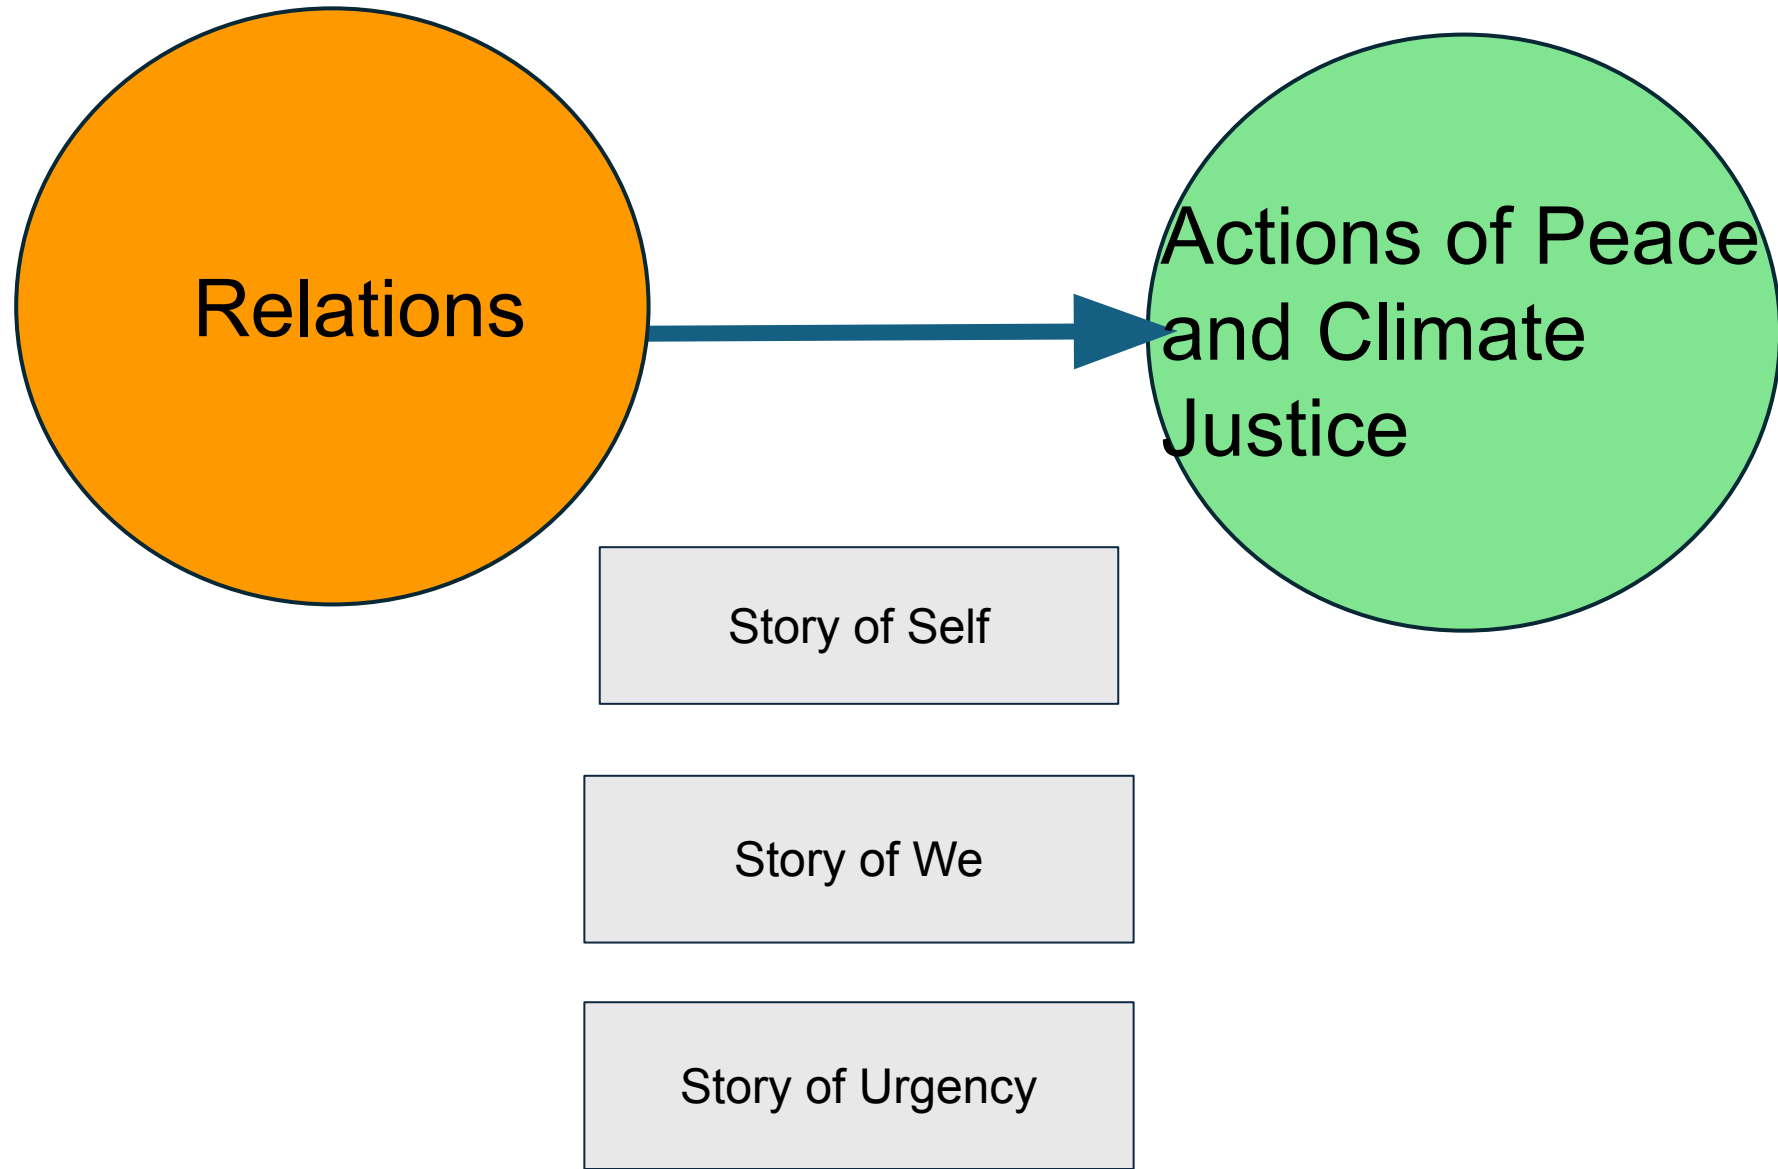 Relations
Actions of Peace
and Climate
Justice
Story of Self
Story of We
Story of Urgency